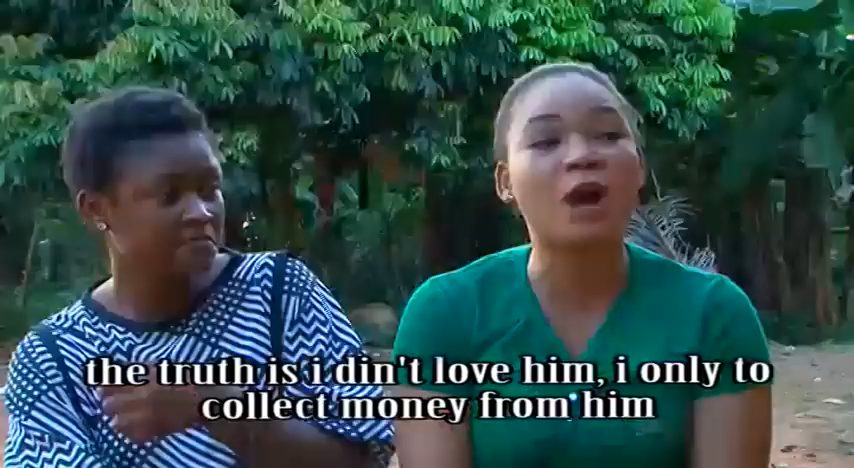 the truth is i din't love him, i only to
collect money from him